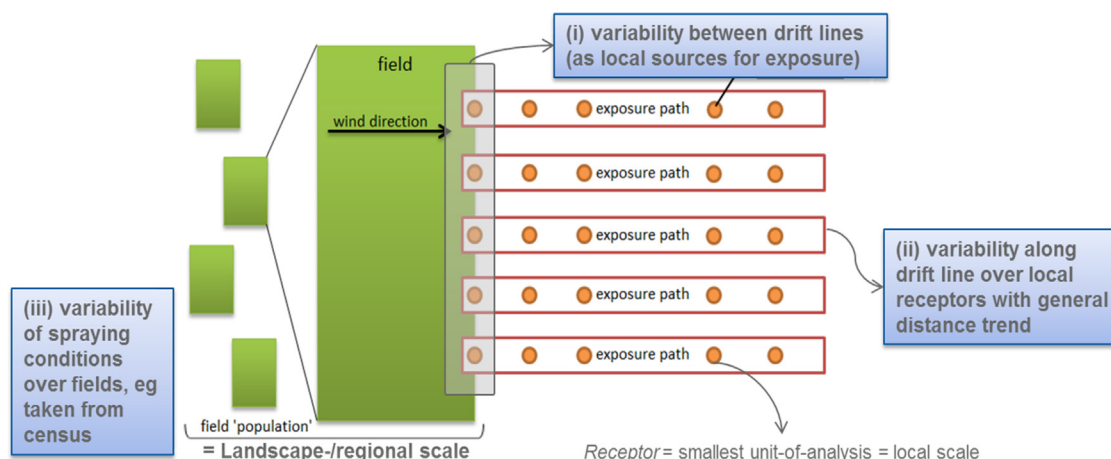 (i) variability between drift lines
(as local sources for exposure)
field
wind direction
exposure path
exposure path
exposure path
exposure path
exposure path
(ii) variability along
drift line over local
receptors with general
distance trend
(iii) variability
of spraying
conditions
over fields, eg
taken from
census
field 'population'
= Landscape-/regional scale
Receptor = smallest unit-of-analysis = local scale